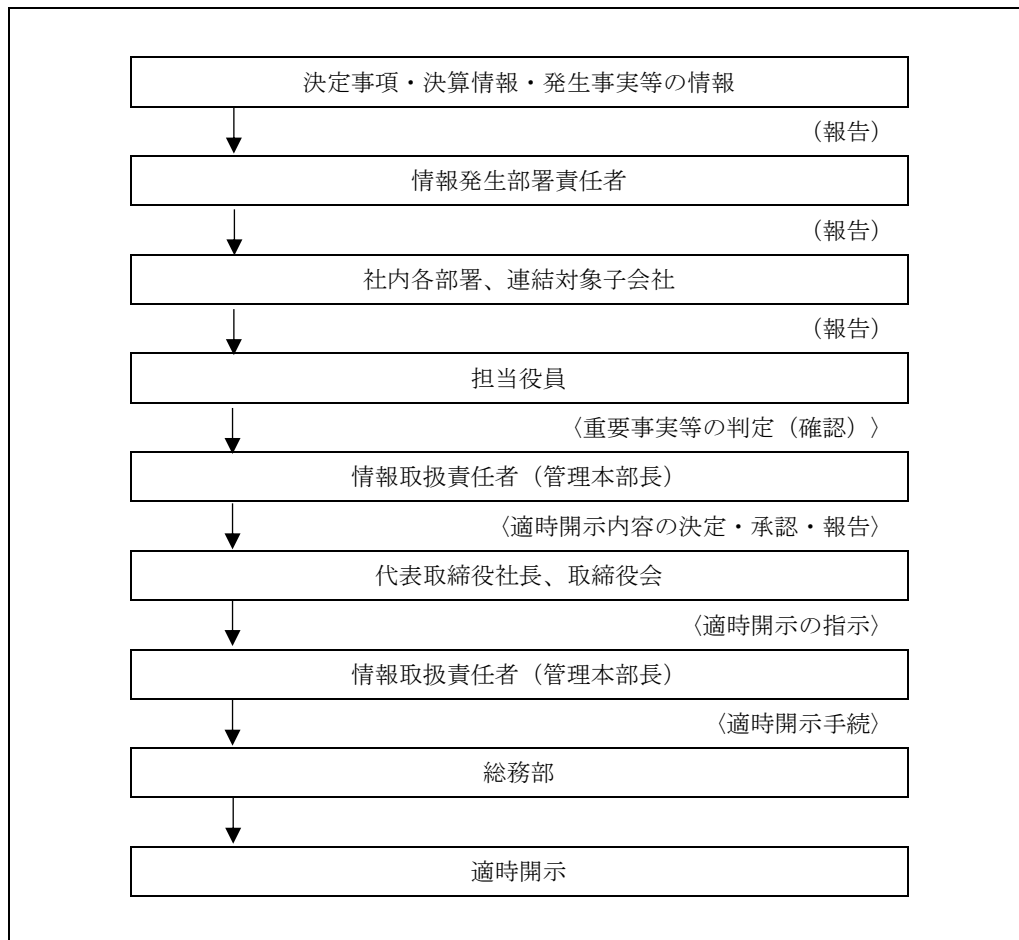 決定事項・決算情報・発生事実等の情報
（報告）
情報発生部署責任者
（報告）
社内各部署、連結対象子会社
（報告）
担当役員
〈重要事実等の判定（確認）〉
情報取扱責任者（管理本部長）
〈適時開示内容の決定・承認・報告〉
代表取締役社長、取締役会
〈適時開示の指示〉
情報取扱責任者（管理本部長）
〈適時開示手続〉
総務部
適時開示